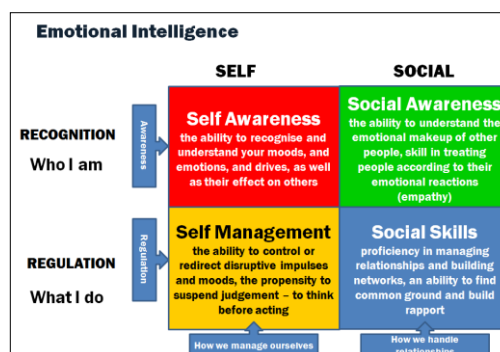 Emotional Intelligence
SELF
SOCIAL
RECOGNITION
Who I am
Awareness
Self Awareness
the ability to recognise and
understand your moods, and
emotions, and drives, as well
as their effect on others
Social Awareness
the ability to understand the
emotional makeup of other
people, skill in treating
people according to their
emotional reactions
(empathy)
REGULATION
What I do
Regulation
Self Management
the ability to control or
redirect disruptive impulses
and moods, the propensity to
suspend judgement – to think
before acting
Social Skills
proficiency in managing
relationships and building
networks, an ability to find
common ground and build
rapport
How we manage ourselves
How we handle
relationships